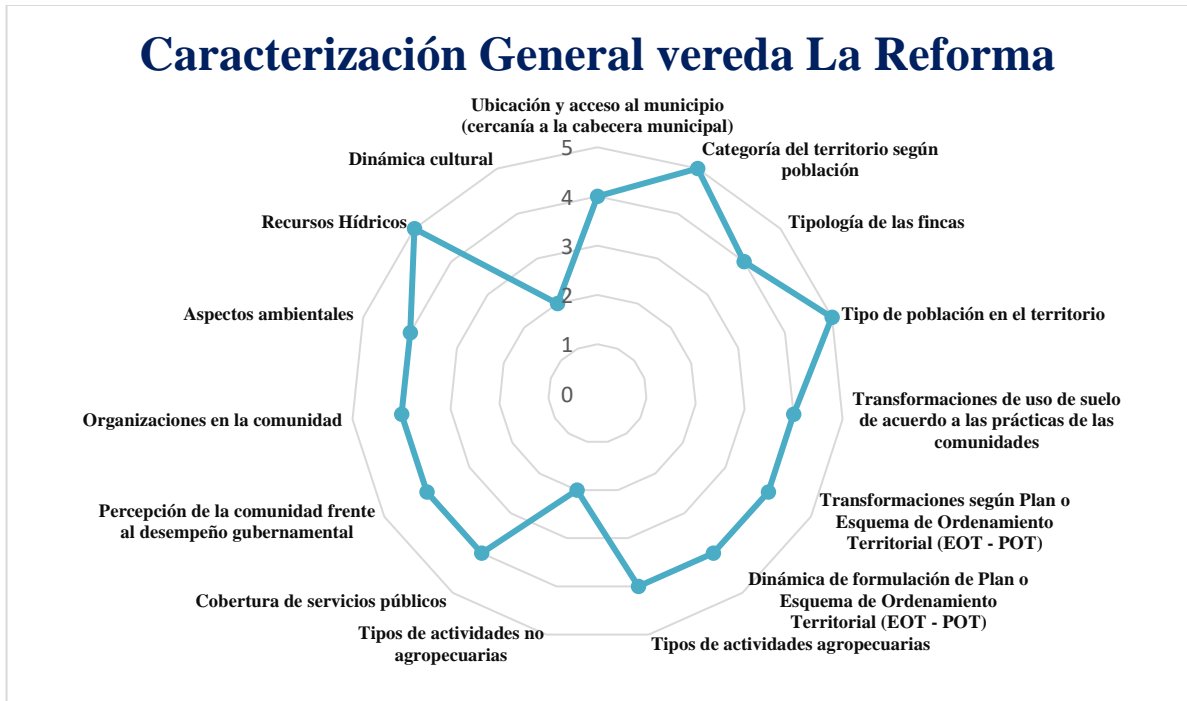 Caracterización General vereda La Reforma
Ubicación y acceso al municipio
(cercanía a la cabecera municipal)
Categoría del territorio según
población
Tipología de las fincas
Tipo de población en el territorio
Transformaciones de uso de suelo
de acuerdo a las prácticas de las
comunidades
Transformaciones según Plan o
Esquema de Ordenamiento
Territorial (EOT - POT)
Dinámica de formulación de Plan o
Esquema de Ordenamiento
Territorial (EOT - POT)
Tipos de actividades agropecuarias
Tipos de actividades no
agropecuarias
Cobertura de servicios públicos
Percepción de la comunidad frente
al desempeño gubernamental
Organizaciones en la comunidad
Aspectos ambientales
Recursos Hídricos
Dinámica cultural
5
4
3
2
1
0